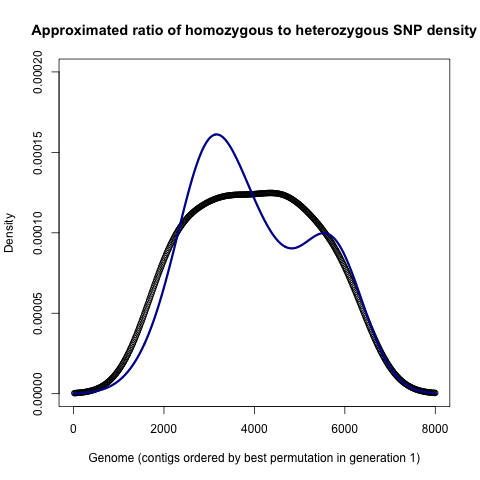 Approximated ratio of homozygous to heterozygous SNP density
0.00020
0.00015
0.00010
0.00005
0.00000
Density
0 2000 4000 6000 8000
Genome (contigs ordered by best permutation in generation 1)